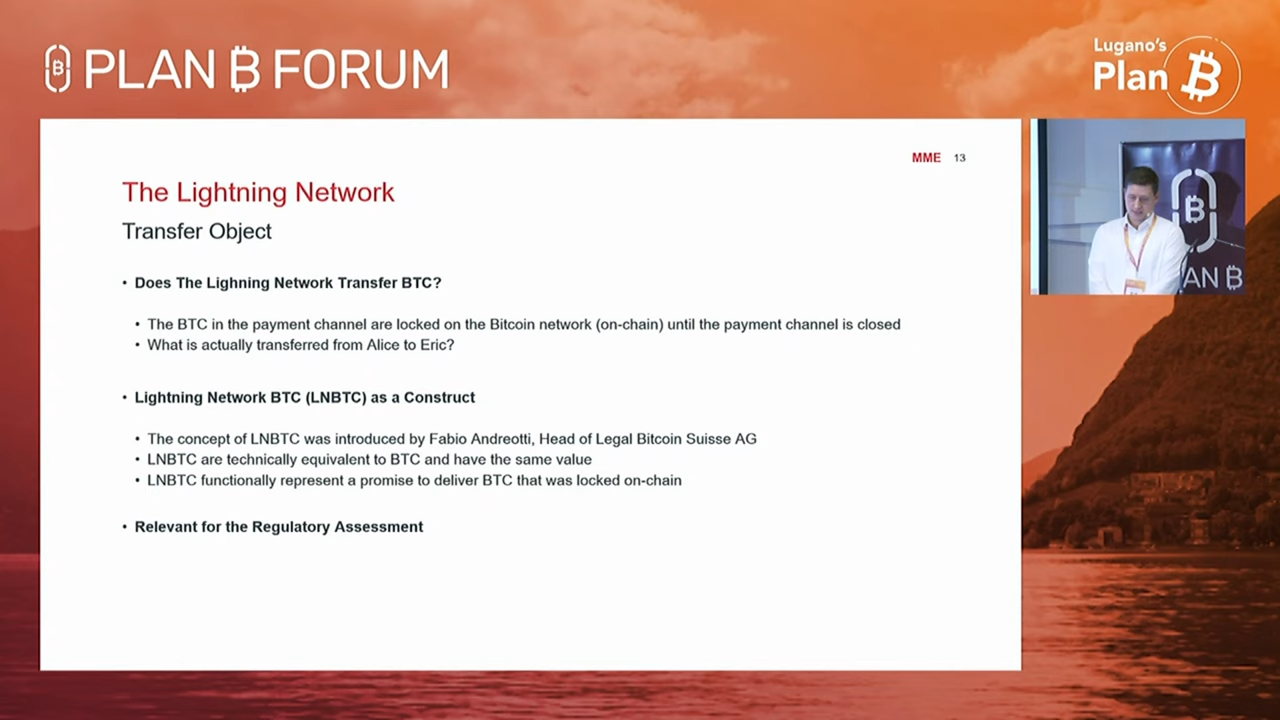 PLAN ₿ FORUM
Lugano's
Plan ₿
MME 13
The Lightning Network
Transfer Object
• Does The Lighning Network Transfer BTC?
• The BTC in the payment channel are locked on the Bitcoin network (on-chain) until the payment channel is closed
• What is actually transferred from Alice to Eric?
• Lightning Network BTC (LNBTC) as a Construct
• The concept of LNBTC was introduced by Fabio Andreotti, Head of Legal Bitcoin Suisse AG
• LNBTC are technically equivalent to BTC and have the same value
• LNBTC functionally represent a promise to deliver BTC that was locked on-chain
• Relevant for the Regulatory Assessment
AN ₿